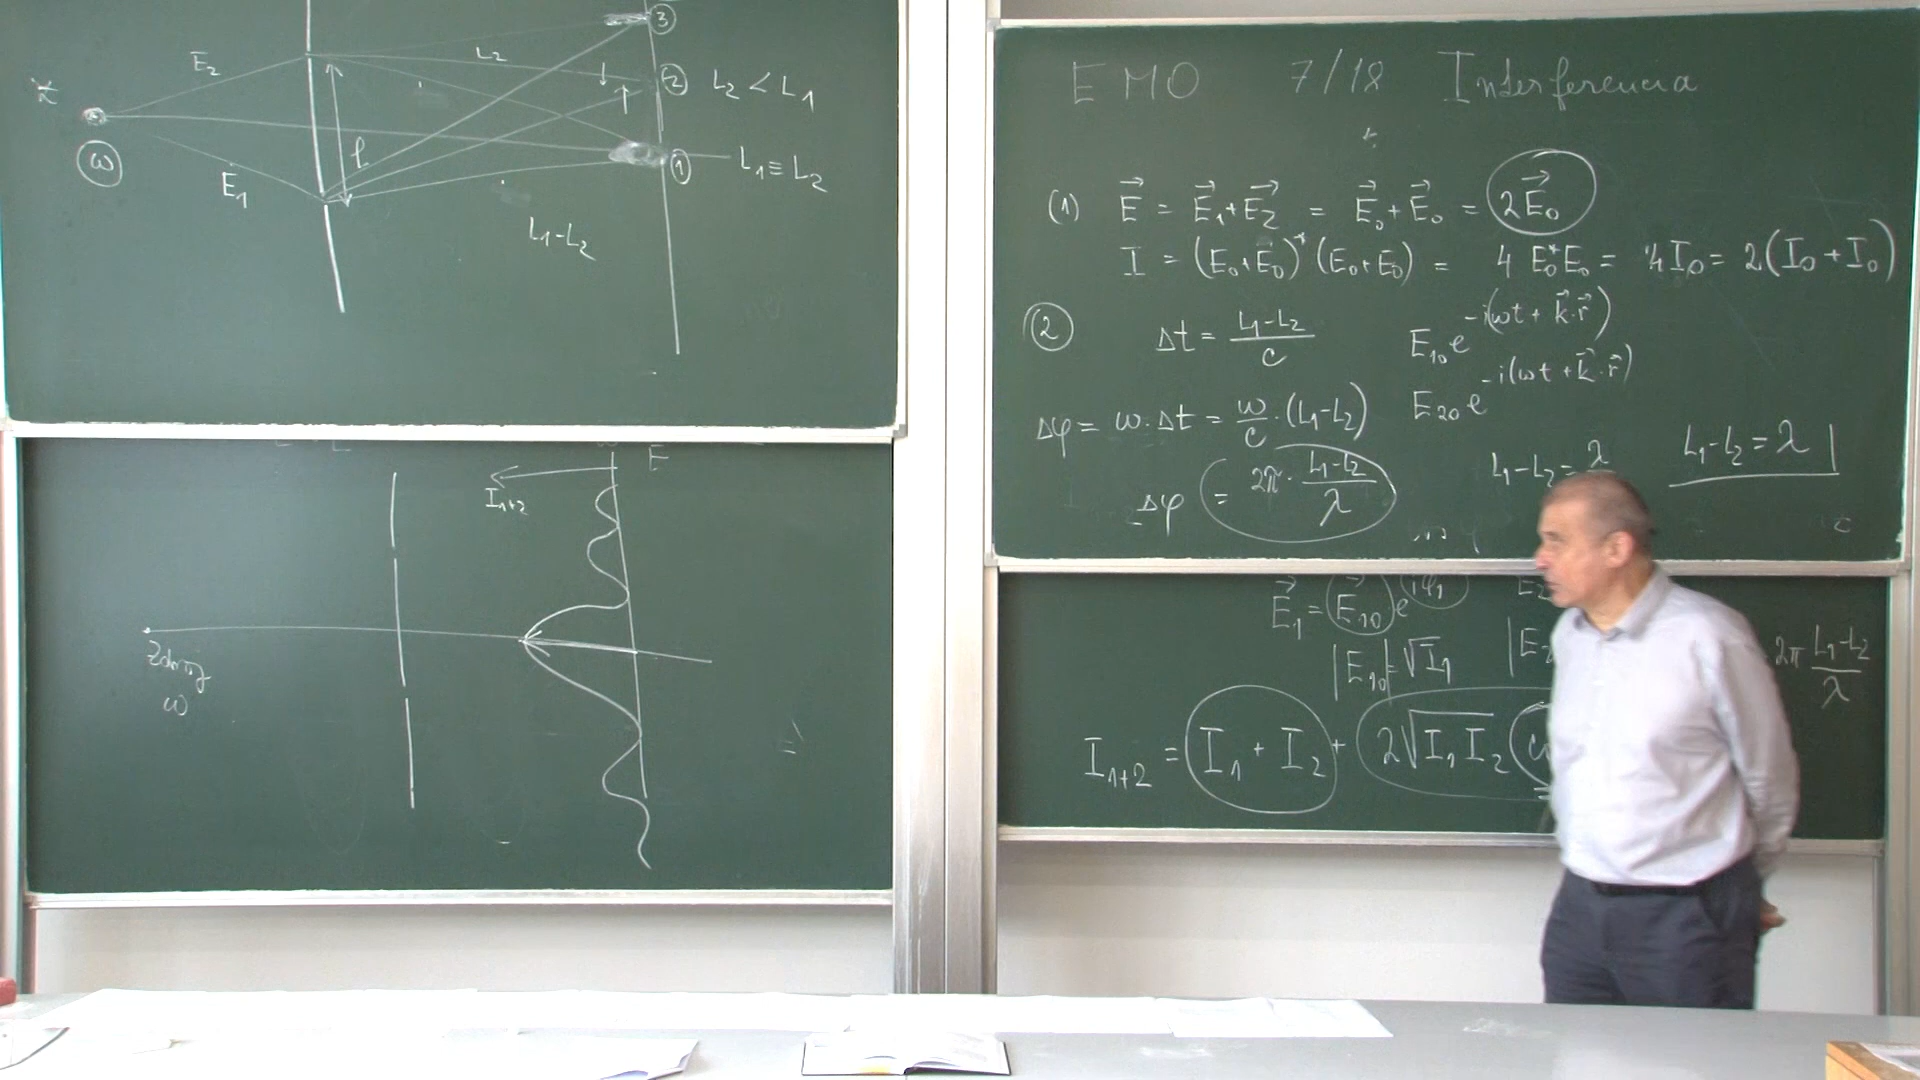 ③
E₂
L₂
② L₂ < L₁
Z
ω
l
① L₁ ≡ L₂
E₁
L₁-L₂
E
I₁₊₂
Zdroj
ω
EMO 7/18 Interferencia
(1) E⃗ = E⃗₁+E⃗₂ = E⃗₀+E⃗₀ = 2E⃗₀
I = (E₀+E₀)* (E₀+E₀) = 4 E₀*E₀ = 4I₀ = 2(I₀+I₀)
② Δt = (L₁-L₂)/c
E₁₀e^{-i(ωt + k⃗·r⃗)}
E₂₀e^{-i(ωt + k⃗·r⃗)}
Δφ = ω·Δt = ω/c·(L₁-L₂)
L₁-L₂ = λ
L₁-L₂ = λ
Δφ = 2π·(L₁-L₂)/λ
E⃗₁ = E⃗₁₀ e^{iφ₁}
|E₁₀| = √I₁
2π (L₁-L₂)/λ
I₁₊₂ = I₁ + I₂ + 2√I₁I₂